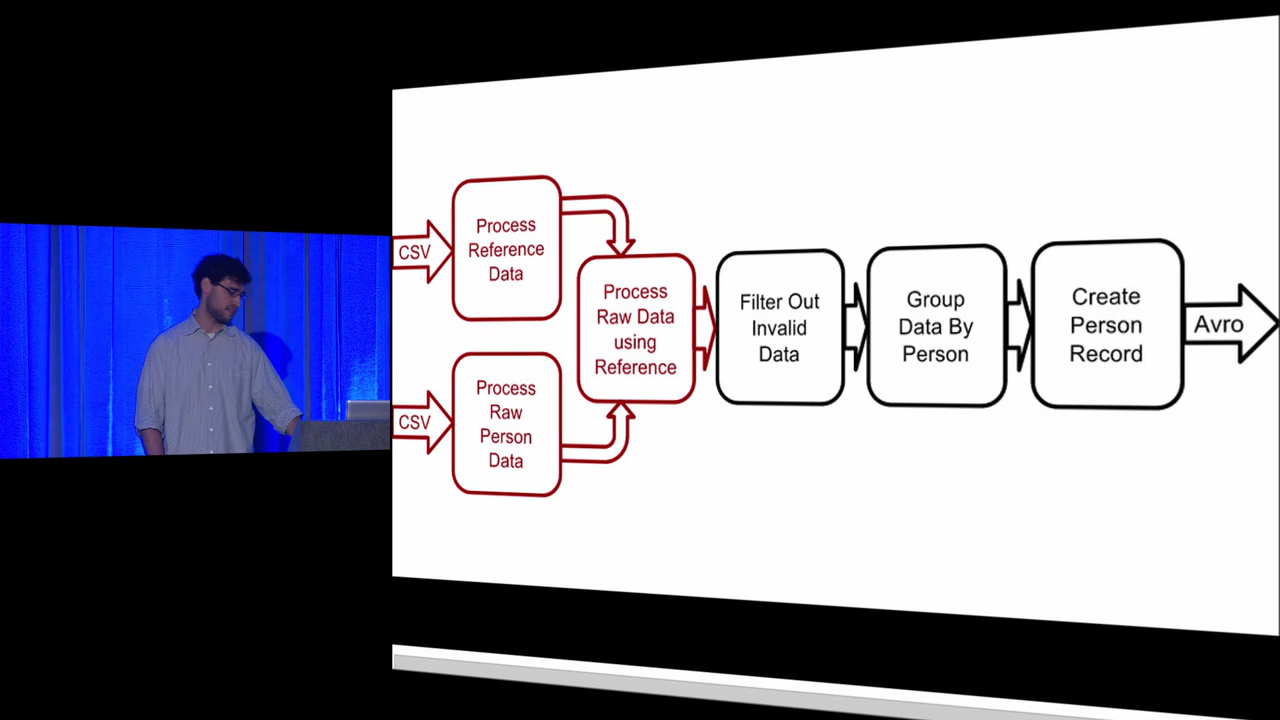 CSV
Process
Reference
Data
CSV
Process
Raw
Person
Data
Process
Raw Data
using
Reference
Filter Out
Invalid
Data
Group
Data By
Person
Create
Person
Record
Avro